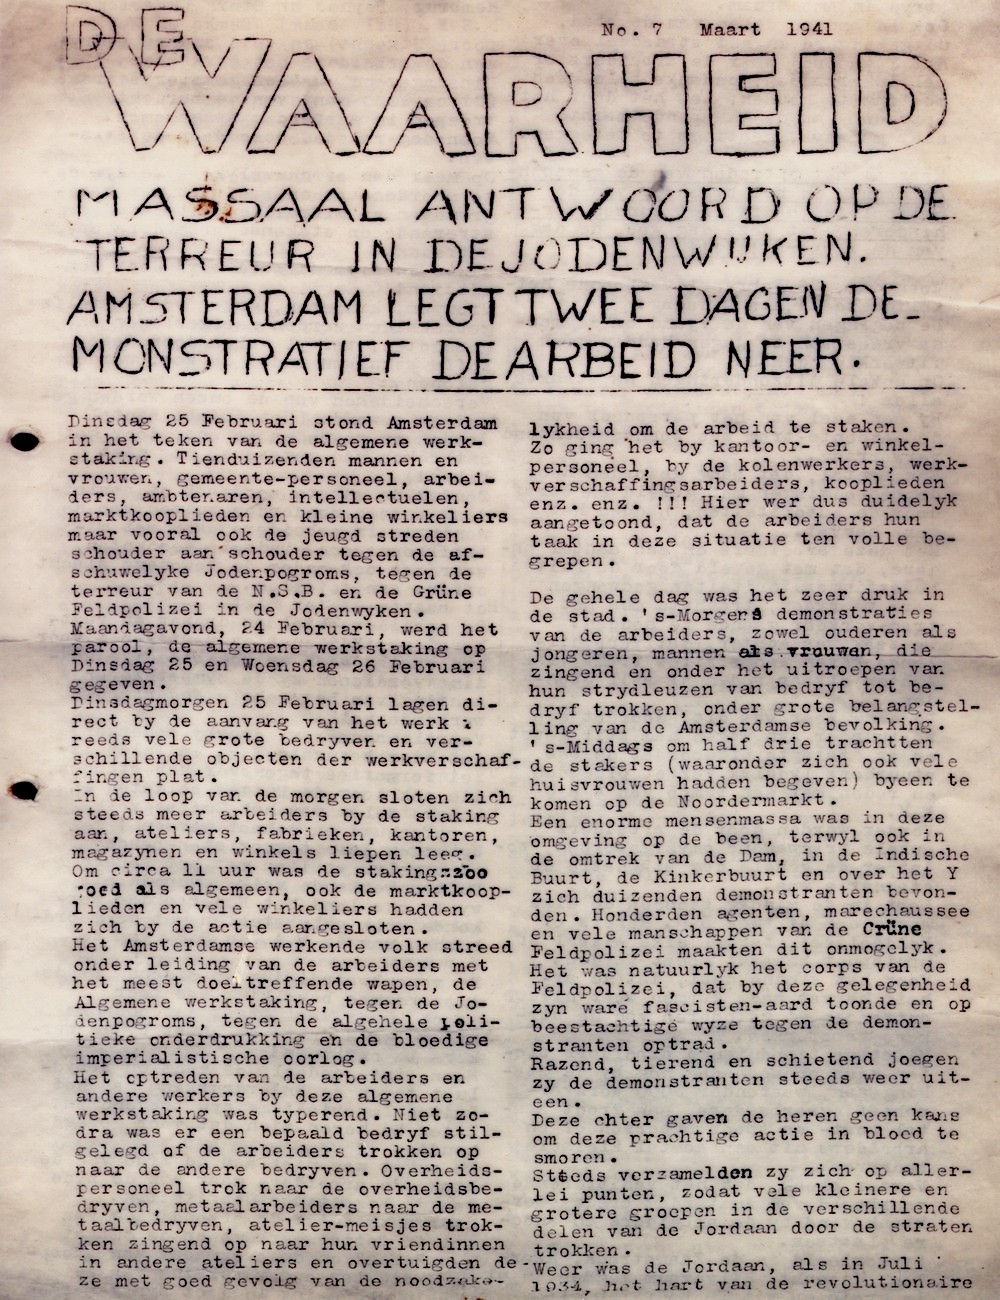 No. 7 Maart 1941
DE
WAARHEID
MASSAAL ANTWOORD OP DE
TERREUR IN DE JODENWIJKEN.
AMSTERDAM LEGT TWEE DAGEN DE-
MONSTRATIEF DE ARBEID NEER.
Dinsdag 25 Februari stond Amsterdam
in het teken van de algemene werk-
staking. Tienduizenden mannen en
vrouwen, gemeente-personeel, arbei-
ders, ambtenaren, intellectuelen,
marktkooplieden en kleine winkeliers
maar vooral ook de jeugd streden
schouder aan schouder tegen de af-
schuwelyke Jodenpogroms, tegen de
terreur van de N.S.B. en de Grüne
Feldpolizei in de Jodenwyken.
Maandagavond, 24 Februari, werd het
parool, de algemene werkstaking op
Dinsdag 25 en Woensdag 26 Februari
gegeven.
Dinsdagmorgen 25 Februari lagen di-
rect by de aanvang van het werk
reeds vele grote bedryven en ver-
schillende objecten der werkverschaf-
fingen plat.
In de loop van de morgen sloten zich
steeds meer arbeiders by de staking
aan, ateliers, fabrieken, kantoren,
magazynen en winkels liepen leeg.
Om circa 11 uur was de staking zoo
goed als algemeen, ook de marktkoop-
lieden en vele winkeliers hadden
zich by de actie aangesloten.
Het Amsterdamse werkende volk streed
onder leiding van de arbeiders met
het meest doeltreffende wapen, de
Algemene werkstaking, tegen de Jo-
denpogroms, tegen de algehele poli-
tieke onderdrukking en de bloedige
imperialistische oorlog.
Het optreden van de arbeiders en
andere werkers by deze algemene
werkstaking was typerend. Niet zo-
dra was er een bepaald bedryf stil-
gelegd of de arbeiders trokken op
naar de andere bedryven. Overheids-
personeel trok naar de overheidsbe-
dryven, metaalarbeiders naar de me-
taalbedryven, atelier-meisjes trok-
ken zingend op naar hun vriendinnen
in andere ateliers en overtuigden de-
ze met goed gevolg van de noodzake-
lykheid om de arbeid te staken.
Zo ging het by kantoor- en winkel-
personeel, by de kolenwerkers, werk-
verschaffingsarbeiders, kooplieden
enz. enz. !!! Hier wer dus duidelyk
aangetoond, dat de arbeiders hun
taak in deze situatie ten volle be-
grepen.
De gehele dag was het zeer druk in
de stad. 's-Morgens demonstraties
van de arbeiders, zowel ouderen als
jongeren, mannen als vrouwen, die
zingend en onder het uitroepen van
hun strydleuzen van bedryf tot be-
dryf trokken, onder grote belangstel-
ling van de Amsterdamse bevolking.
's-Middags om half drie trachtten
de stakers (waaronder zich ook vele
huisvrouwen hadden begeven) byeen te
komen op de Noordermarkt.
Een enorme mensenmassa was in deze
omgeving op de been, terwyl ook in
de omtrek van de Dam, in de Indische
Buurt, de Kinkerbuurt en over het Y
zich duizenden demonstranten bevon-
den. Honderden agenten, marechaussee
en vele manschappen van de Grüne
Feldpolizei maakten dit onmogelyk.
Het was natuurlyk het corps van de
Feldpolizei, dat by deze gelegenheid
zyn ware fascisten-aard toonde en op
beestachtige wyze tegen de demon-
stranten optrad.
Razend, tierend en schietend joegen
zy de demonstranten steeds weer uit-
een.
Deze echter gaven de heren geen kans
om deze prachtige actie in bloed te
smoren.
Steeds verzamelden zy zich op aller-
lei punten, zodat vele kleinere en
grotere groepen in de verschillende
delen van de Jordaan door de straten
trokken.
Weer was de Jordaan, als in Juli
1934, het hart van de revolutionaire